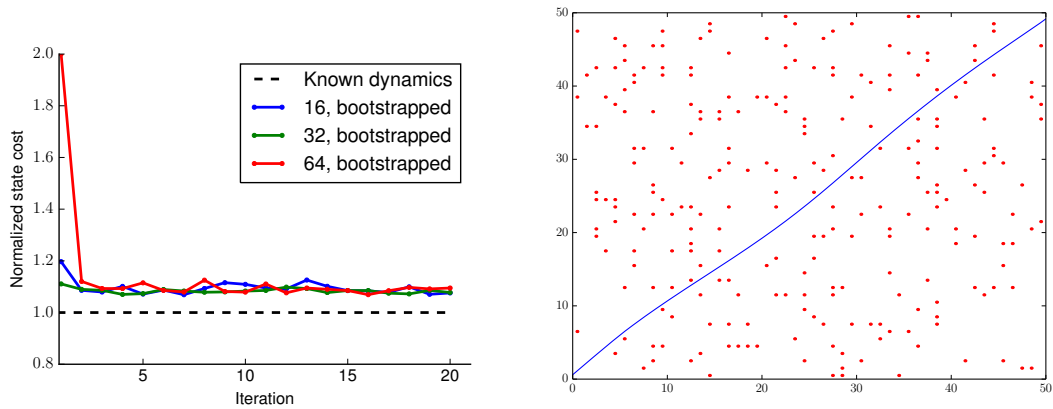 2.0
1.8
1.6
1.4
1.2
1.0
0.8
Normalized state cost
Known dynamics
16, bootstrapped
32, bootstrapped
64, bootstrapped
5 10 15 20
Iteration
50
40
30
20
10
0
0 10 20 30 40 50